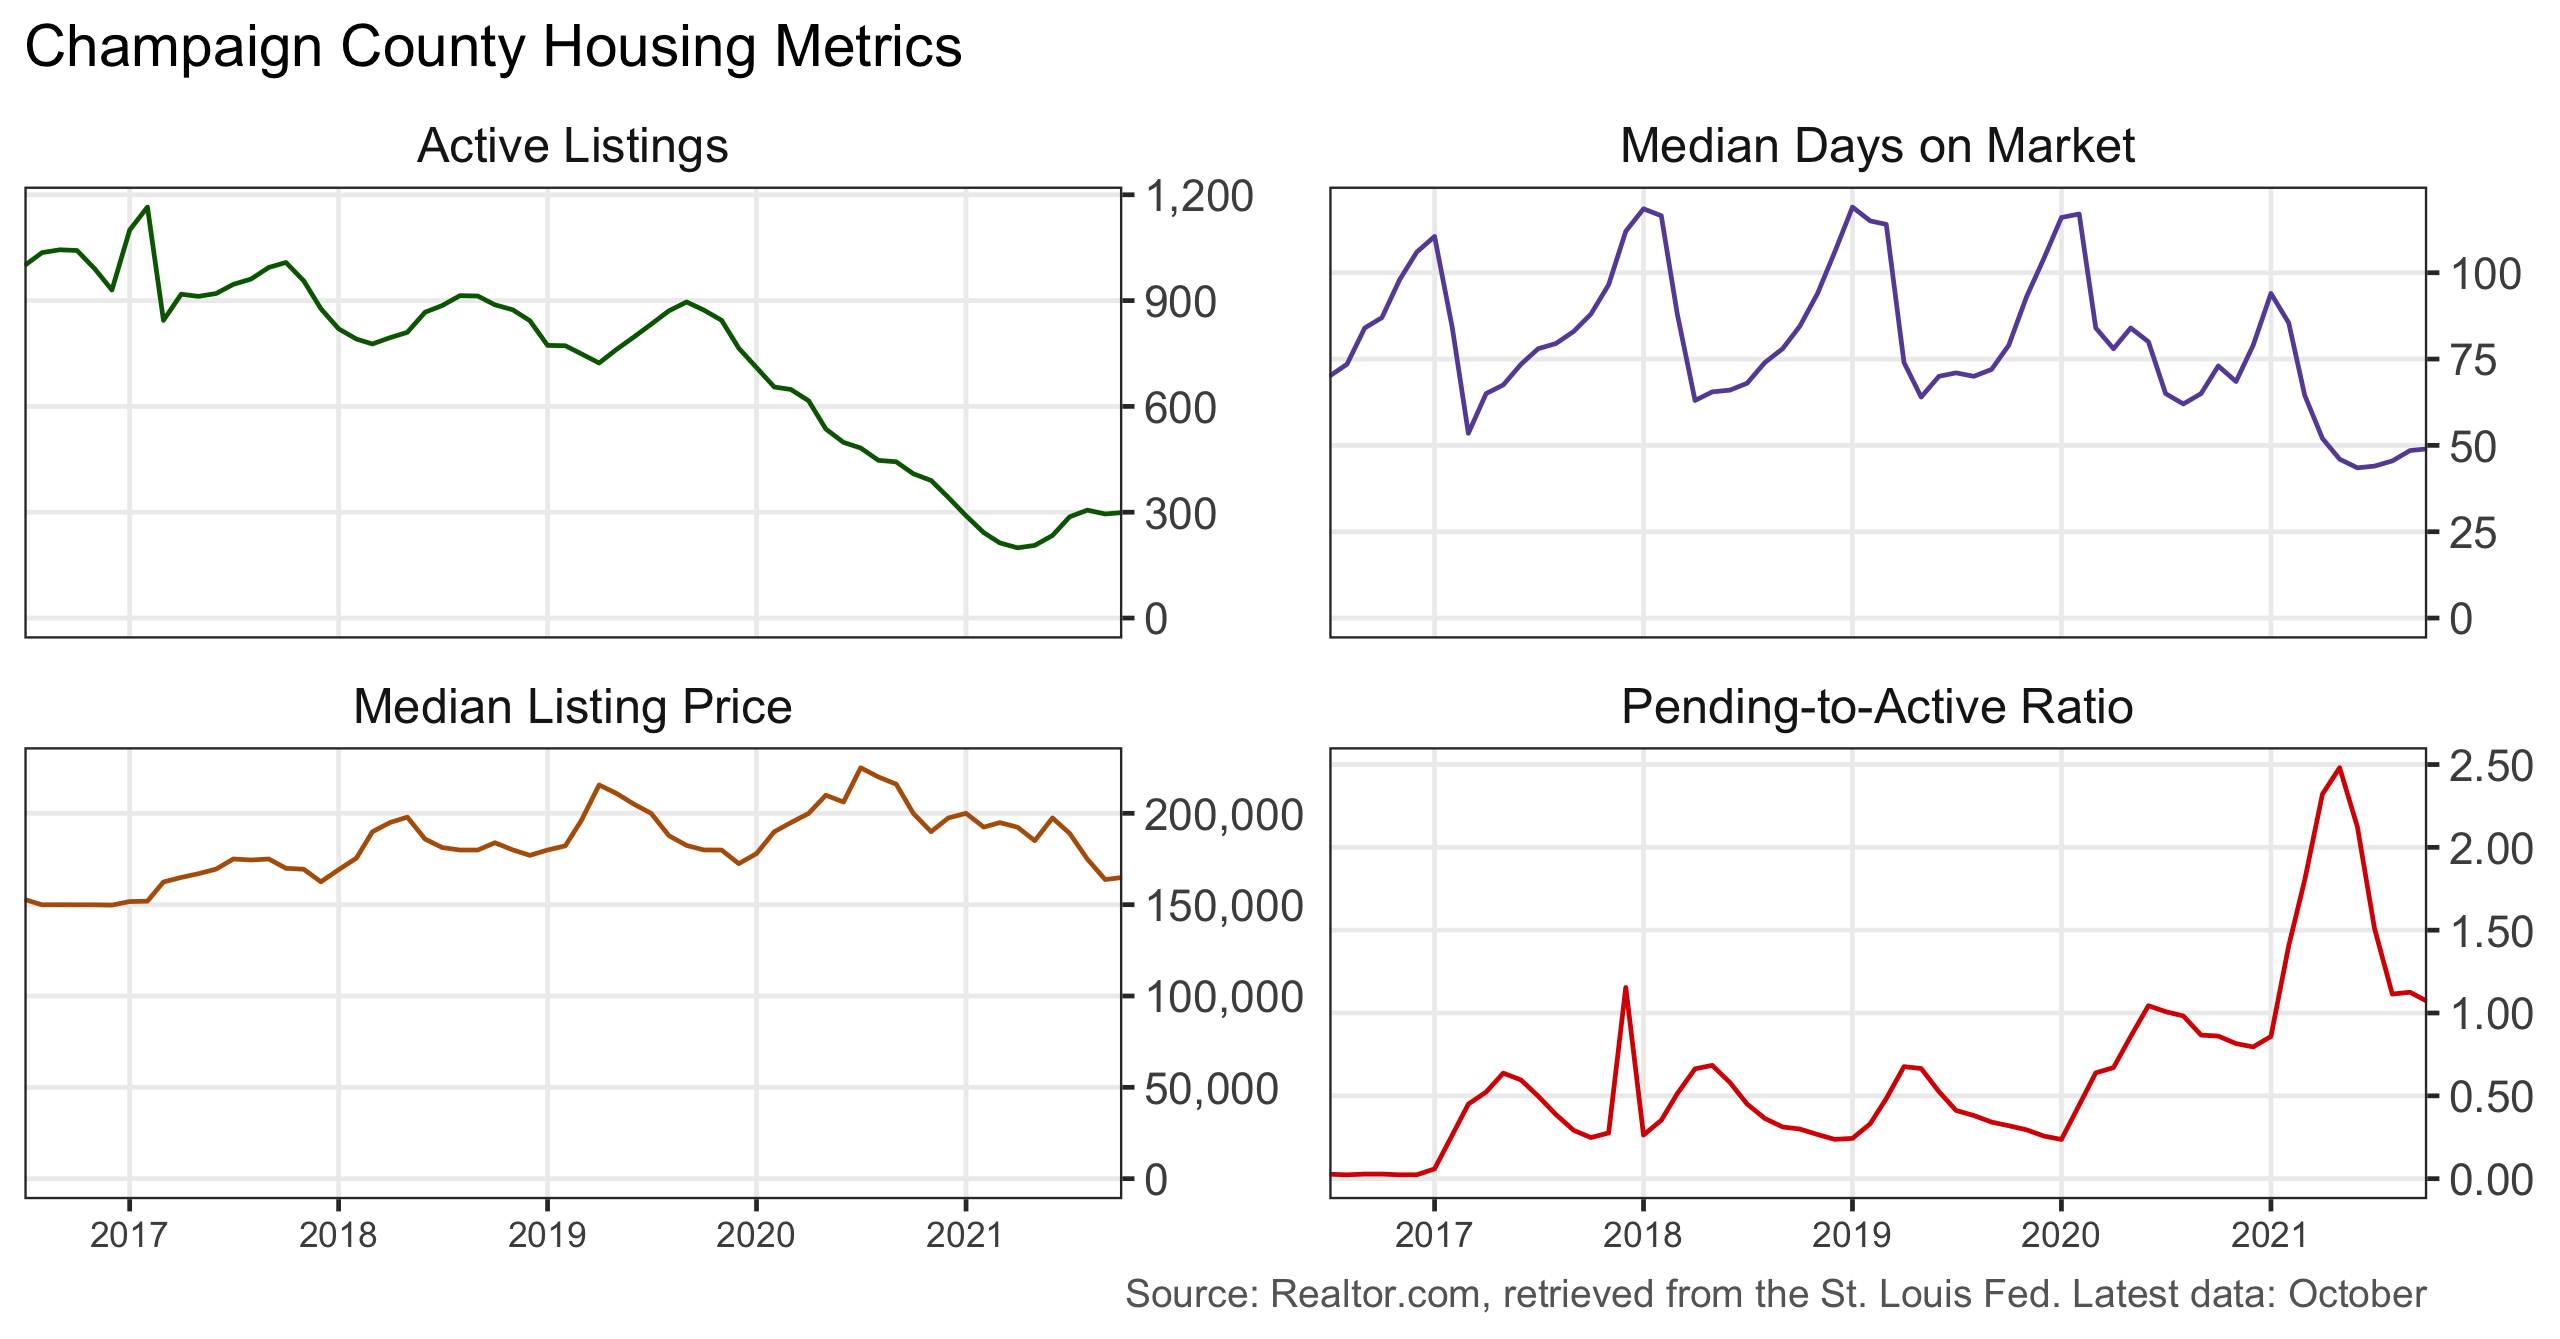 Champaign County Housing Metrics
Active Listings
1,200
900
600
300
0
Median Days on Market
100
75
50
25
0
Median Listing Price
200,000
150,000
100,000
50,000
0
2017 2018 2019 2020 2021
Pending-to-Active Ratio
2.50
2.00
1.50
1.00
0.50
0.00
2017 2018 2019 2020 2021
Source: Realtor.com, retrieved from the St. Louis Fed. Latest data: October